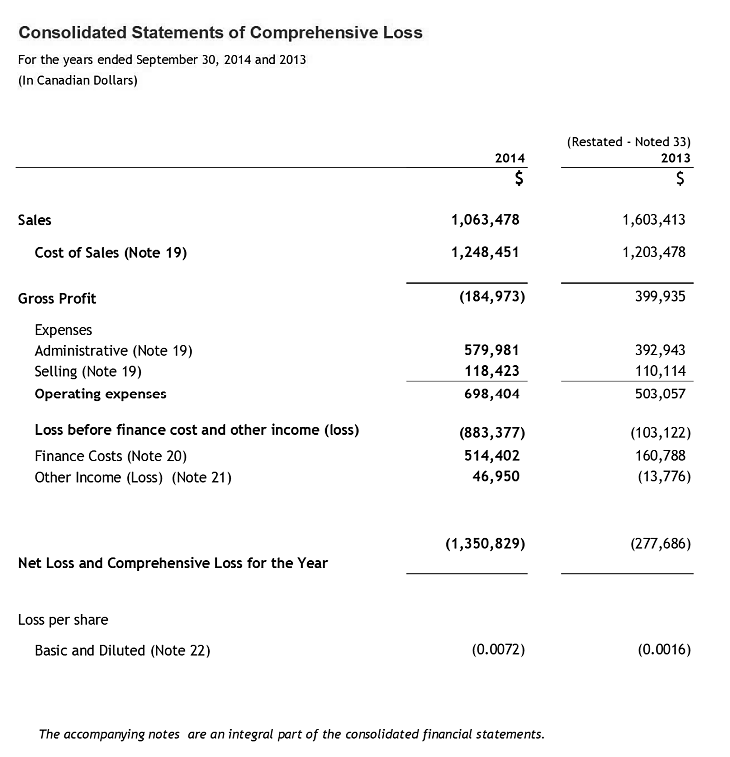 Consolidated Statements of Comprehensive Loss
For the years ended September 30, 2014 and 2013
(In Canadian Dollars)
(Restated - Noted 33)
2014 2013
$ $
Sales 1,063,478 1,603,413
Cost of Sales (Note 19) 1,248,451 1,203,478
Gross Profit (184,973) 399,935
Expenses
Administrative (Note 19) 579,981 392,943
Selling (Note 19) 118,423 110,114
Operating expenses 698,404 503,057
Loss before finance cost and other income (loss) (883,377) (103,122)
Finance Costs (Note 20) 514,402 160,788
Other Income (Loss) (Note 21) 46,950 (13,776)
(1,350,829) (277,686)
Net Loss and Comprehensive Loss for the Year
Loss per share
Basic and Diluted (Note 22) (0.0072) (0.0016)
The accompanying notes are an integral part of the consolidated financial statements.